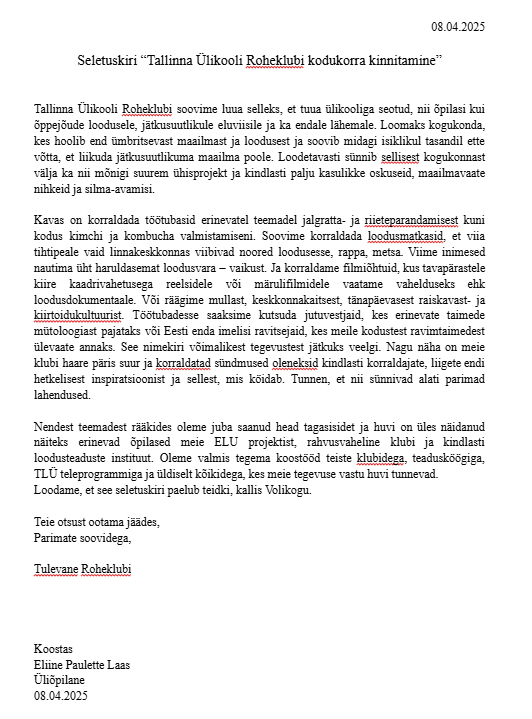 08.04.2025
Seletuskiri “Tallinna Ülikooli Roheklubi kodukorra kinnitamine”
Tallinna Ülikooli Roheklubi soovime luua selleks, et tuua ülikooliga seotud, nii õpilasi kui
õppejõude loodusele, jätkusuutlikule eluviisile ja ka endale lähemale. Loomaks kogukonda,
kes hoolib end ümbritsevast maailmast ja loodusest ja soovib midagi isiklikul tasandil ette
võtta, et liikuda jätkusuutlikuma maailma poole. Loodetavasti sünnib sellisest kogukonnast
välja ka nii mõnigi suurem ühisprojekt ja kindlasti palju kasulikke oskuseid, maailmavaate
nihkeid ja silma-avamisi.
Kavas on korraldada töötubasid erinevatel teemadel jalgratta- ja riieteparandamisest kuni
kodus kimchi ja kombucha valmistamiseni. Soovime korraldada loodusmatkasid, et viia
tihtipeale vaid linnakeskkonnas viibivad noored loodusesse, rappa, metsa. Viime inimesed
nautima üht haruldasemat loodusvara – vaikust. Ja korraldame filmiõhtuid, kus tavapärastele
kiire kaadrivahetusega reelsidele või märulifilmidele vaatame vahelduseks ehk
loodusdokumentaale. Või räägime mullast, keskkonnakaitsest, tänapäevasest raiskavast- ja
kiirtoidukultuurist. Töötubadesse saaksime kutsuda jutuvestjaid, kes erinevate taimede
mütoloogiast pajataks või Eesti enda imelisi ravitsejaid, kes meile kodustest ravimtaimedest
ülevaate annaks. See nimekiri võimalikest tegevustest jätkuks veelgi. Nagu näha on meie
klubi haare päris suur ja korraldatad sündmused oleneksid kindlasti korraldajate, liigete endi
hetkelisest inspiratsioonist ja sellest, mis köidab. Tunnen, et nii sünnivad alati parimad
lahendused.
Nendest teemadest rääkides oleme juba saanud head tagasisidet ja huvi on üles näidanud
näiteks erinevad õpilased meie ELU projektist, rahvusvaheline klubi ja kindlasti
loodusteaduste instituut. Oleme valmis tegema koostööd teiste klubidega, teadusköögiga,
TLÜ teleprogrammiga ja üldiselt kõikidega, kes meie tegevuse vastu huvi tunnevad.
Loodame, et see seletuskiri paelub teidki, kallis Volikogu.
Teie otsust ootama jäädes,
Parimate soovidega,
Tulevane Roheklubi
Koostas
Eliine Paulette Laas
Üliõpilane
08.04.2025